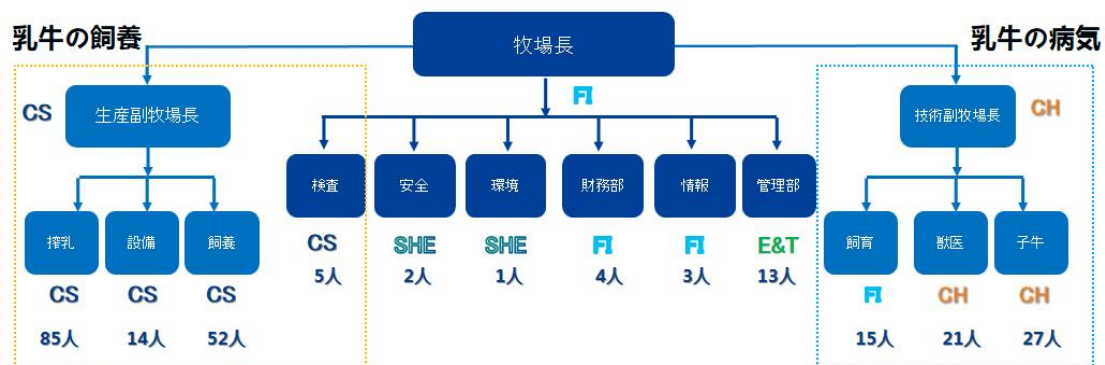 乳牛の飼養
牧場長
乳牛の病気
FI
CS
生産副牧場長
技術副牧場長
CH
検査
安全
環境
財務部
情報
管理部
搾乳
設備
飼養
飼育
獣医
子牛
CS
SHE
SHE
FI
FI
E&T
5人
2人
1人
4人
3人
13人
CS
CS
CS
FI
CH
CH
85人
14人
52人
15人
21人
27人